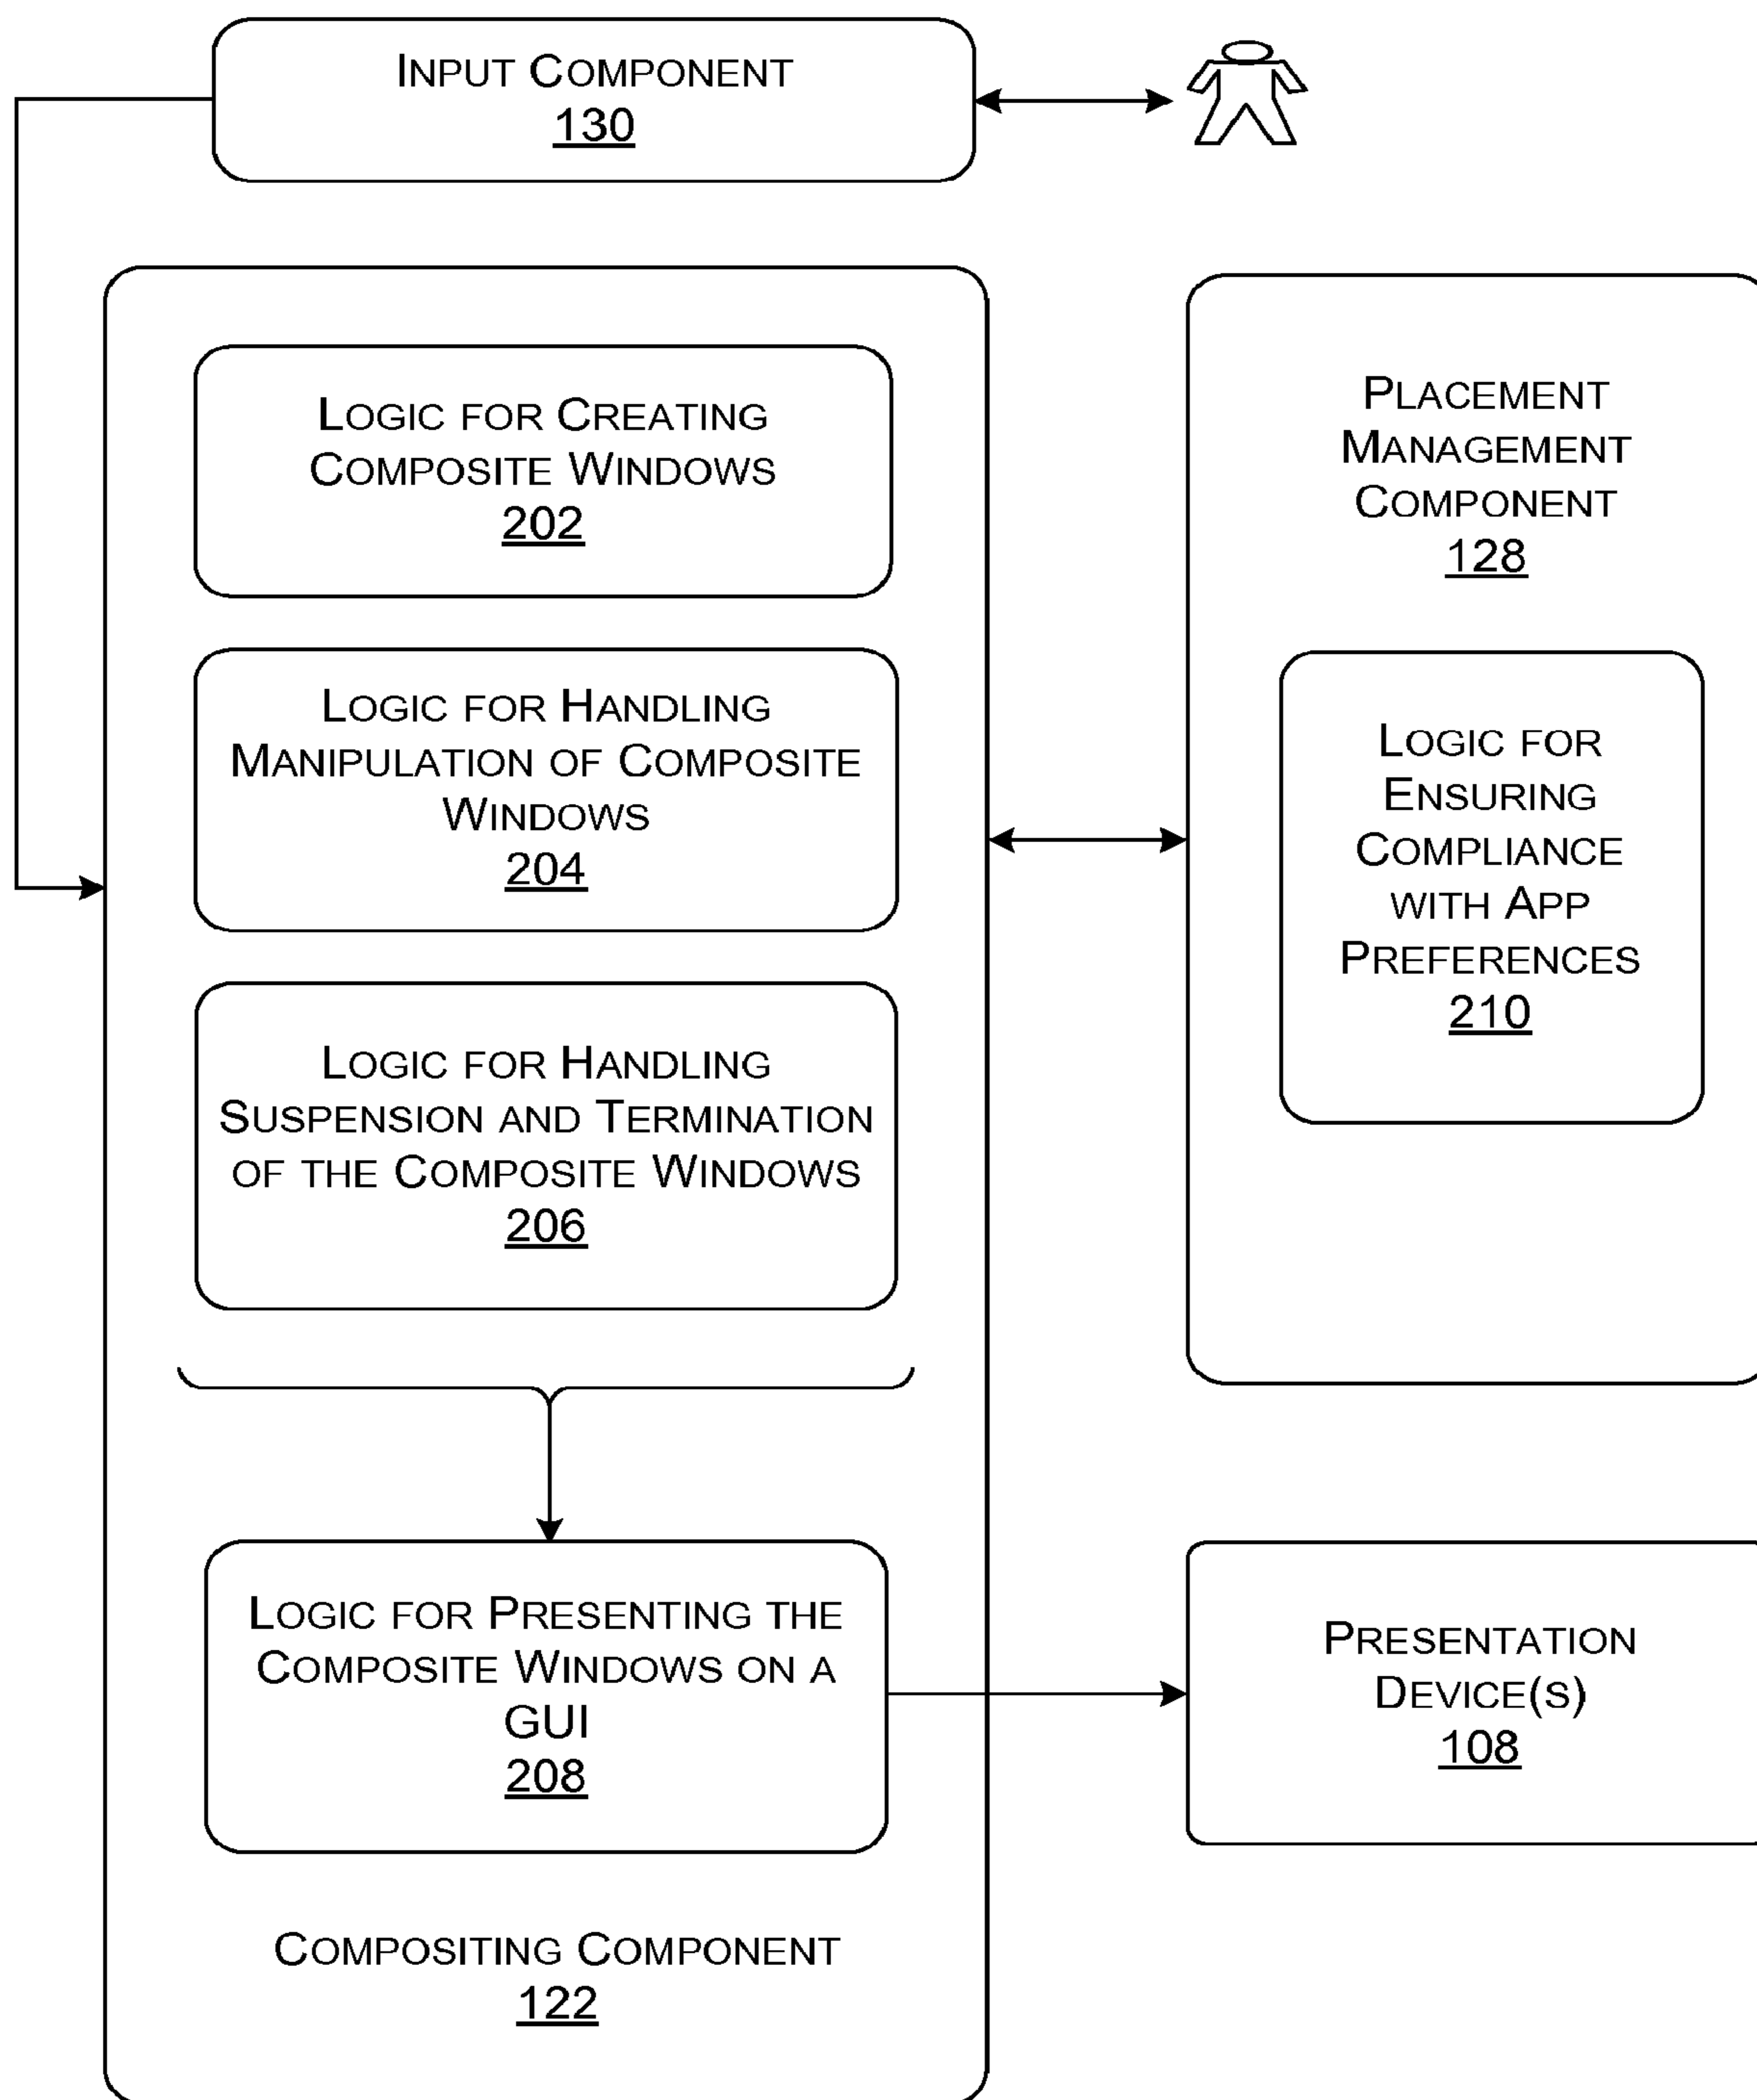 INPUT COMPONENT
130
LOGIC FOR CREATING
COMPOSITE WINDOWS
202
LOGIC FOR HANDLING
MANIPULATION OF COMPOSITE
WINDOWS
204
LOGIC FOR HANDLING
SUSPENSION AND TERMINATION
OF THE COMPOSITE WINDOWS
206
LOGIC FOR PRESENTING THE
COMPOSITE WINDOWS ON A
GUI
208
COMPOSITING COMPONENT
122
PLACEMENT
MANAGEMENT
COMPONENT
128
LOGIC FOR
ENSURING
COMPLIANCE
WITH APP
PREFERENCES
210
PRESENTATION
DEVICE(S)
108